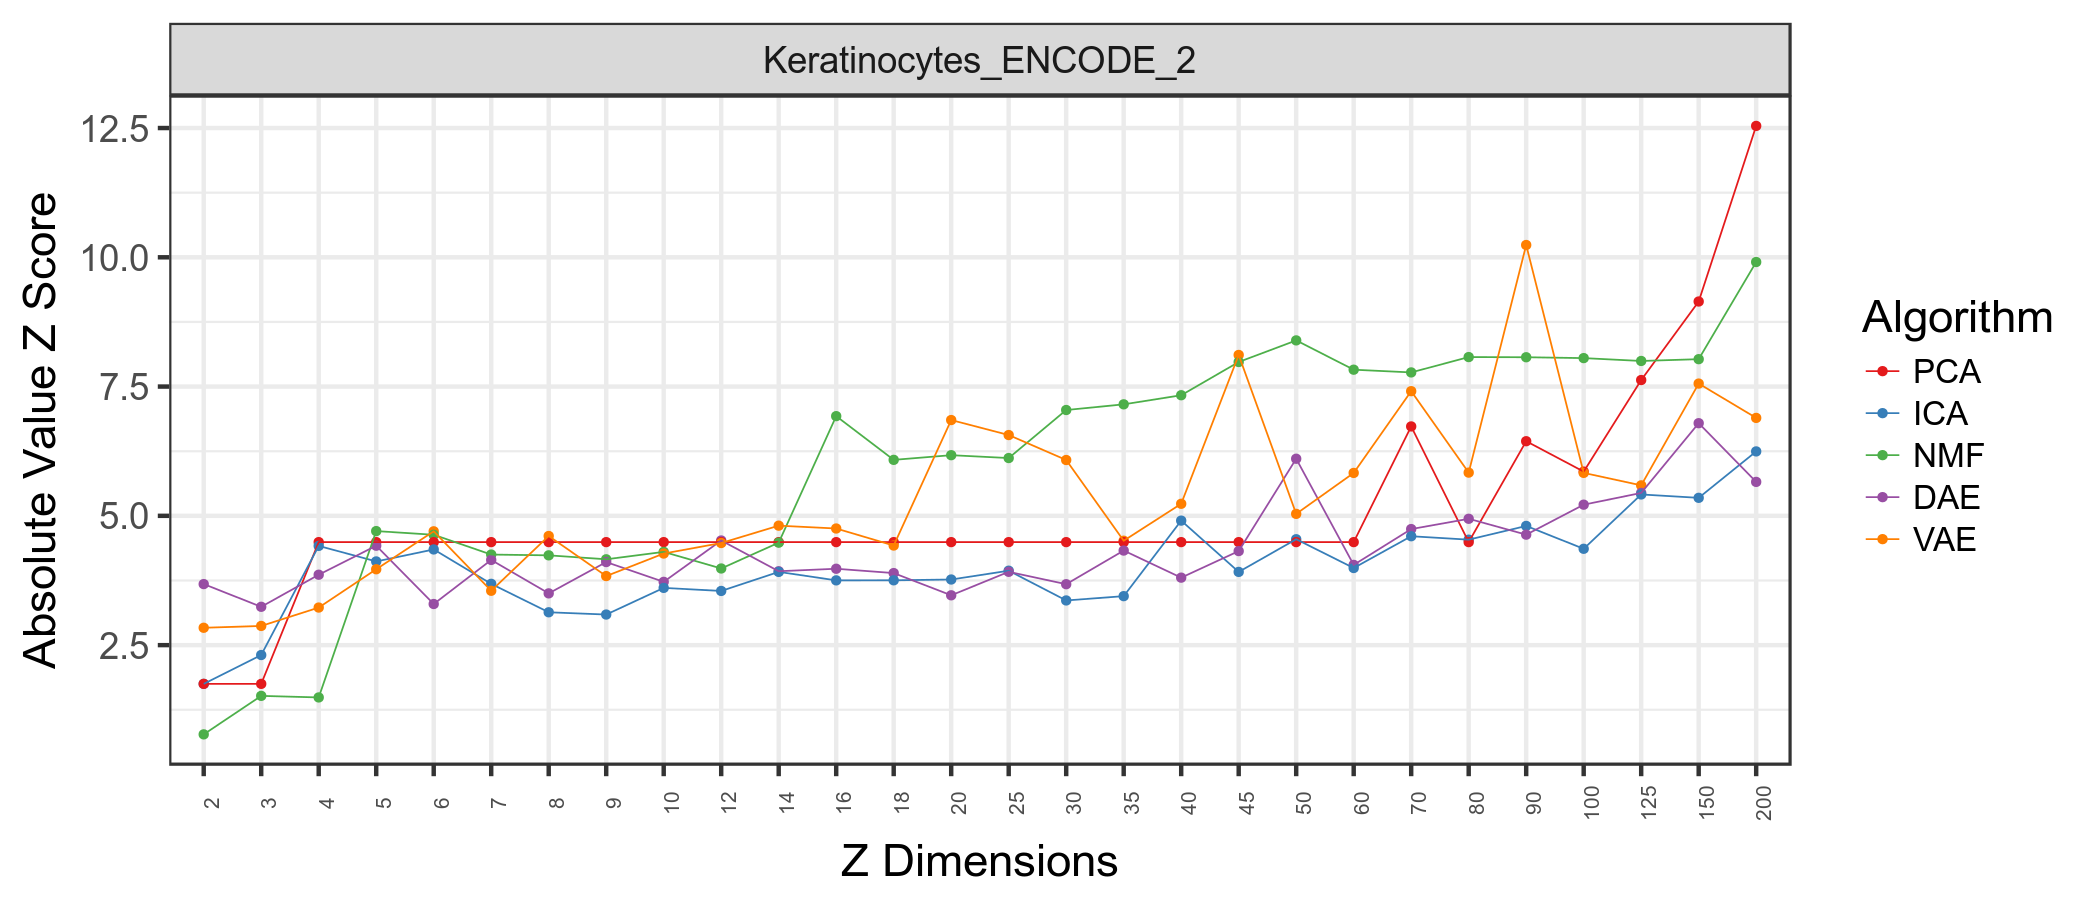 Keratinocytes_ENCODE_2
Absolute Value Z Score
12.5
10.0
7.5
5.0
2.5
2 3 4 5 6 7 8 9 10 12 14 16 18 20 25 30 35 40 45 50 60 70 80 90 100 125 150 200
Z Dimensions
Algorithm
PCA
ICA
NMF
DAE
VAE